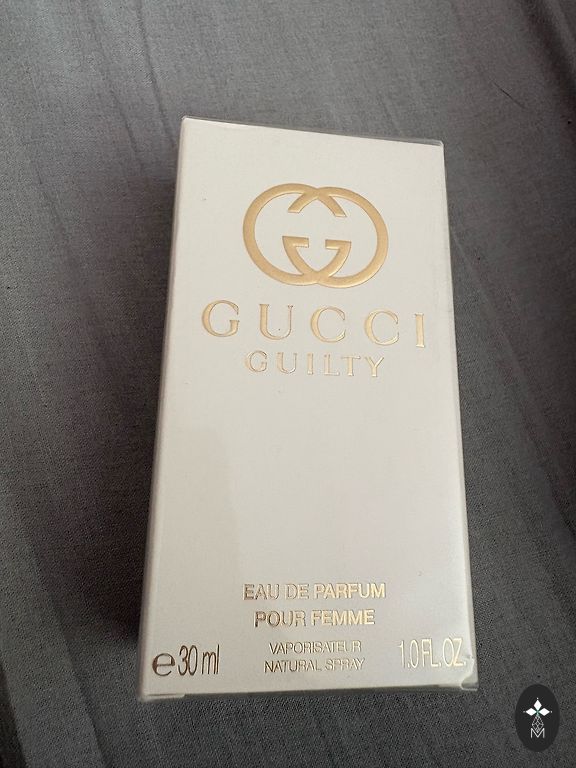 GUCCI
GUILTY
EAU DE PARFUM
POUR FEMME
VAPORISATEUR
NATURAL SPRAY
℮30 ml
1.0 FL.OZ.
M